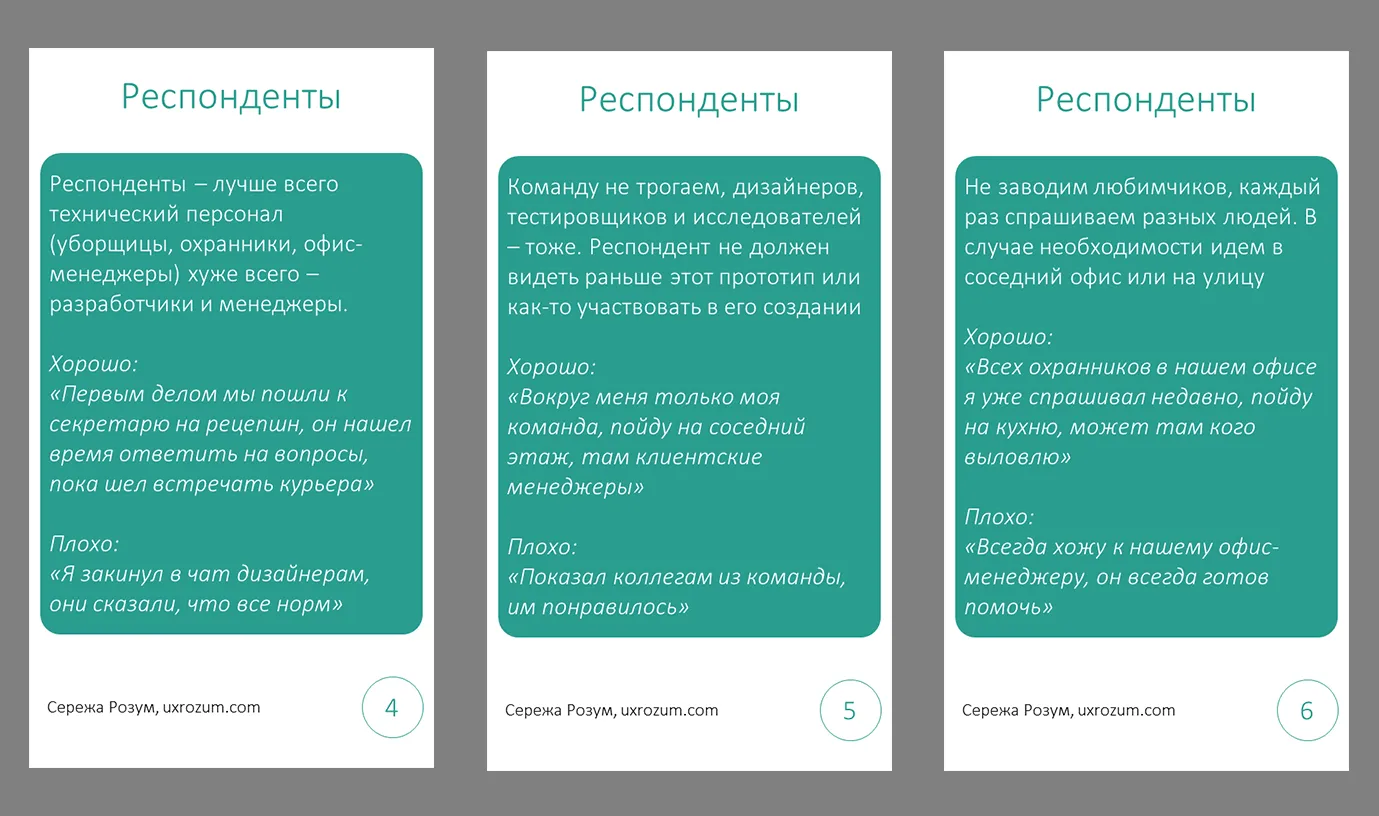 Респонденты
Респонденты – лучше всего
технический персонал
(уборщицы, охранники, офис-
менеджеры) хуже всего –
разработчики и менеджеры.
Хорошо:
«Первым делом мы пошли к
секретарю на рецепшн, он нашел
время ответить на вопросы,
пока шел встречать курьера»
Плохо:
«Я закинул в чат дизайнерам,
они сказали, что все норм»
Сережа Розум, uxrozum.com
4
Респонденты
Команду не трогаем, дизайнеров,
тестировщиков и исследователей
– тоже. Респондент не должен
видеть раньше этот прототип или
как-то участвовать в его создании
Хорошо:
«Вокруг меня только моя
команда, пойду на соседний
этаж, там клиентские
менеджеры»
Плохо:
«Показал коллегам из команды,
им понравилось»
Сережа Розум, uxrozum.com
5
Респонденты
Не заводим любимчиков, каждый
раз спрашиваем разных людей. В
случае необходимости идем в
соседний офис или на улицу
Хорошо:
«Всех охранников в нашем офисе
я уже спрашивал недавно, пойду
на кухню, может там кого
выловлю»
Плохо:
«Всегда хожу к нашему офис-
менеджеру, он всегда готов
помочь»
Сережа Розум, uxrozum.com
6